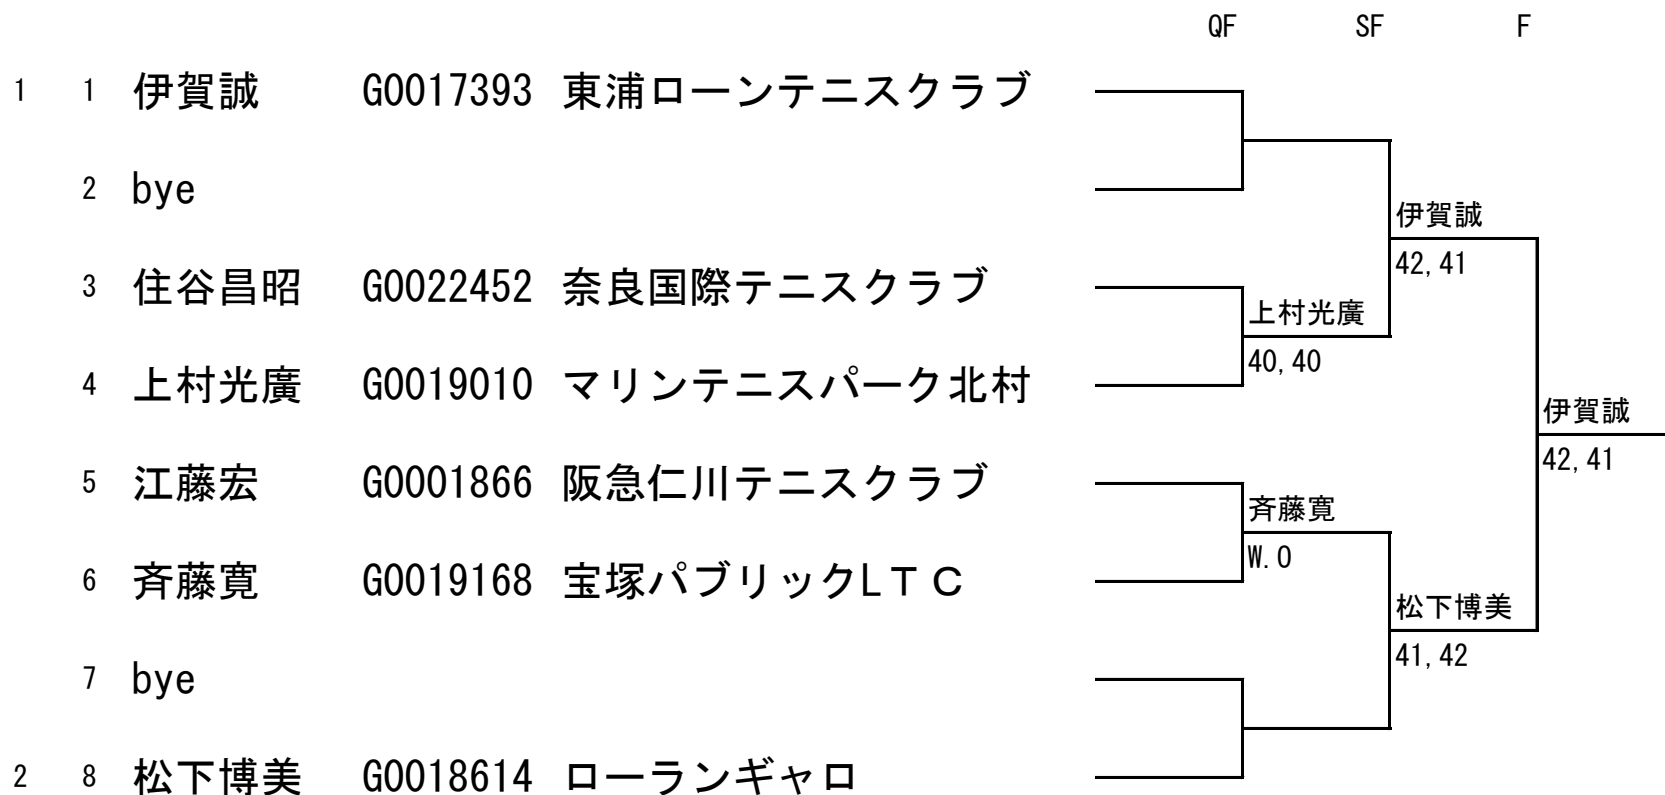 QF SF F
1 1 伊賀誠 G0017393 東浦ローンテニスクラブ
2 bye
伊賀誠
42,41
3 住谷昌昭 G0022452 奈良国際テニスクラブ
上村光廣
40,40
4 上村光廣 G0019010 マリンテニスパーク北村
伊賀誠
42,41
5 江藤宏 G0001866 阪急仁川テニスクラブ
斉藤寛
W.O
6 斉藤寛 G0019168 宝塚パブリックLTC
松下博美
41,42
7 bye
2 8 松下博美 G0018614 ローランギャロ